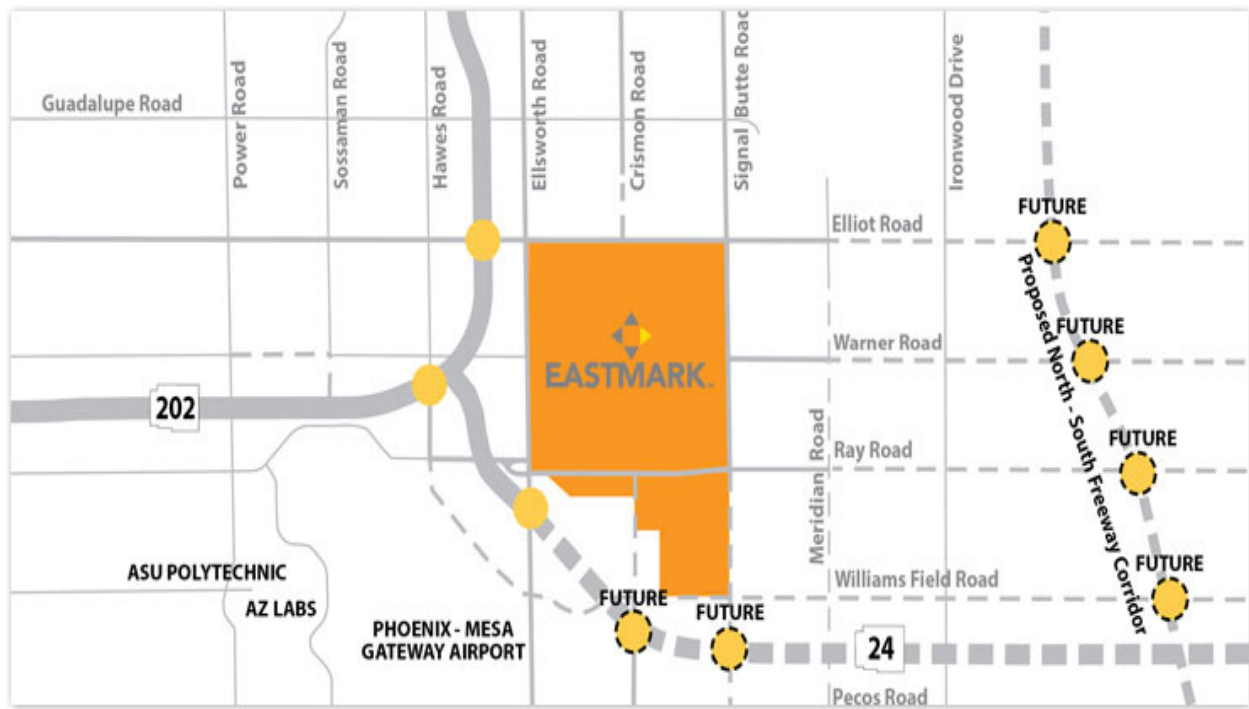 Guadalupe Road
Power Road
Sossaman Road
Hawes Road
Ellsworth Road
Crismon Road
Signal Butte Road
Ironwood Drive
Elliot Road
FUTURE
EASTMARK
Warner Road
FUTURE
Proposed North - South Freeway Corridor
202
Meridian Road
Ray Road
FUTURE
ASU POLYTECHNIC
AZ LABS
Williams Field Road
FUTURE
PHOENIX - MESA
GATEWAY AIRPORT
FUTURE
FUTURE
24
Pecos Road